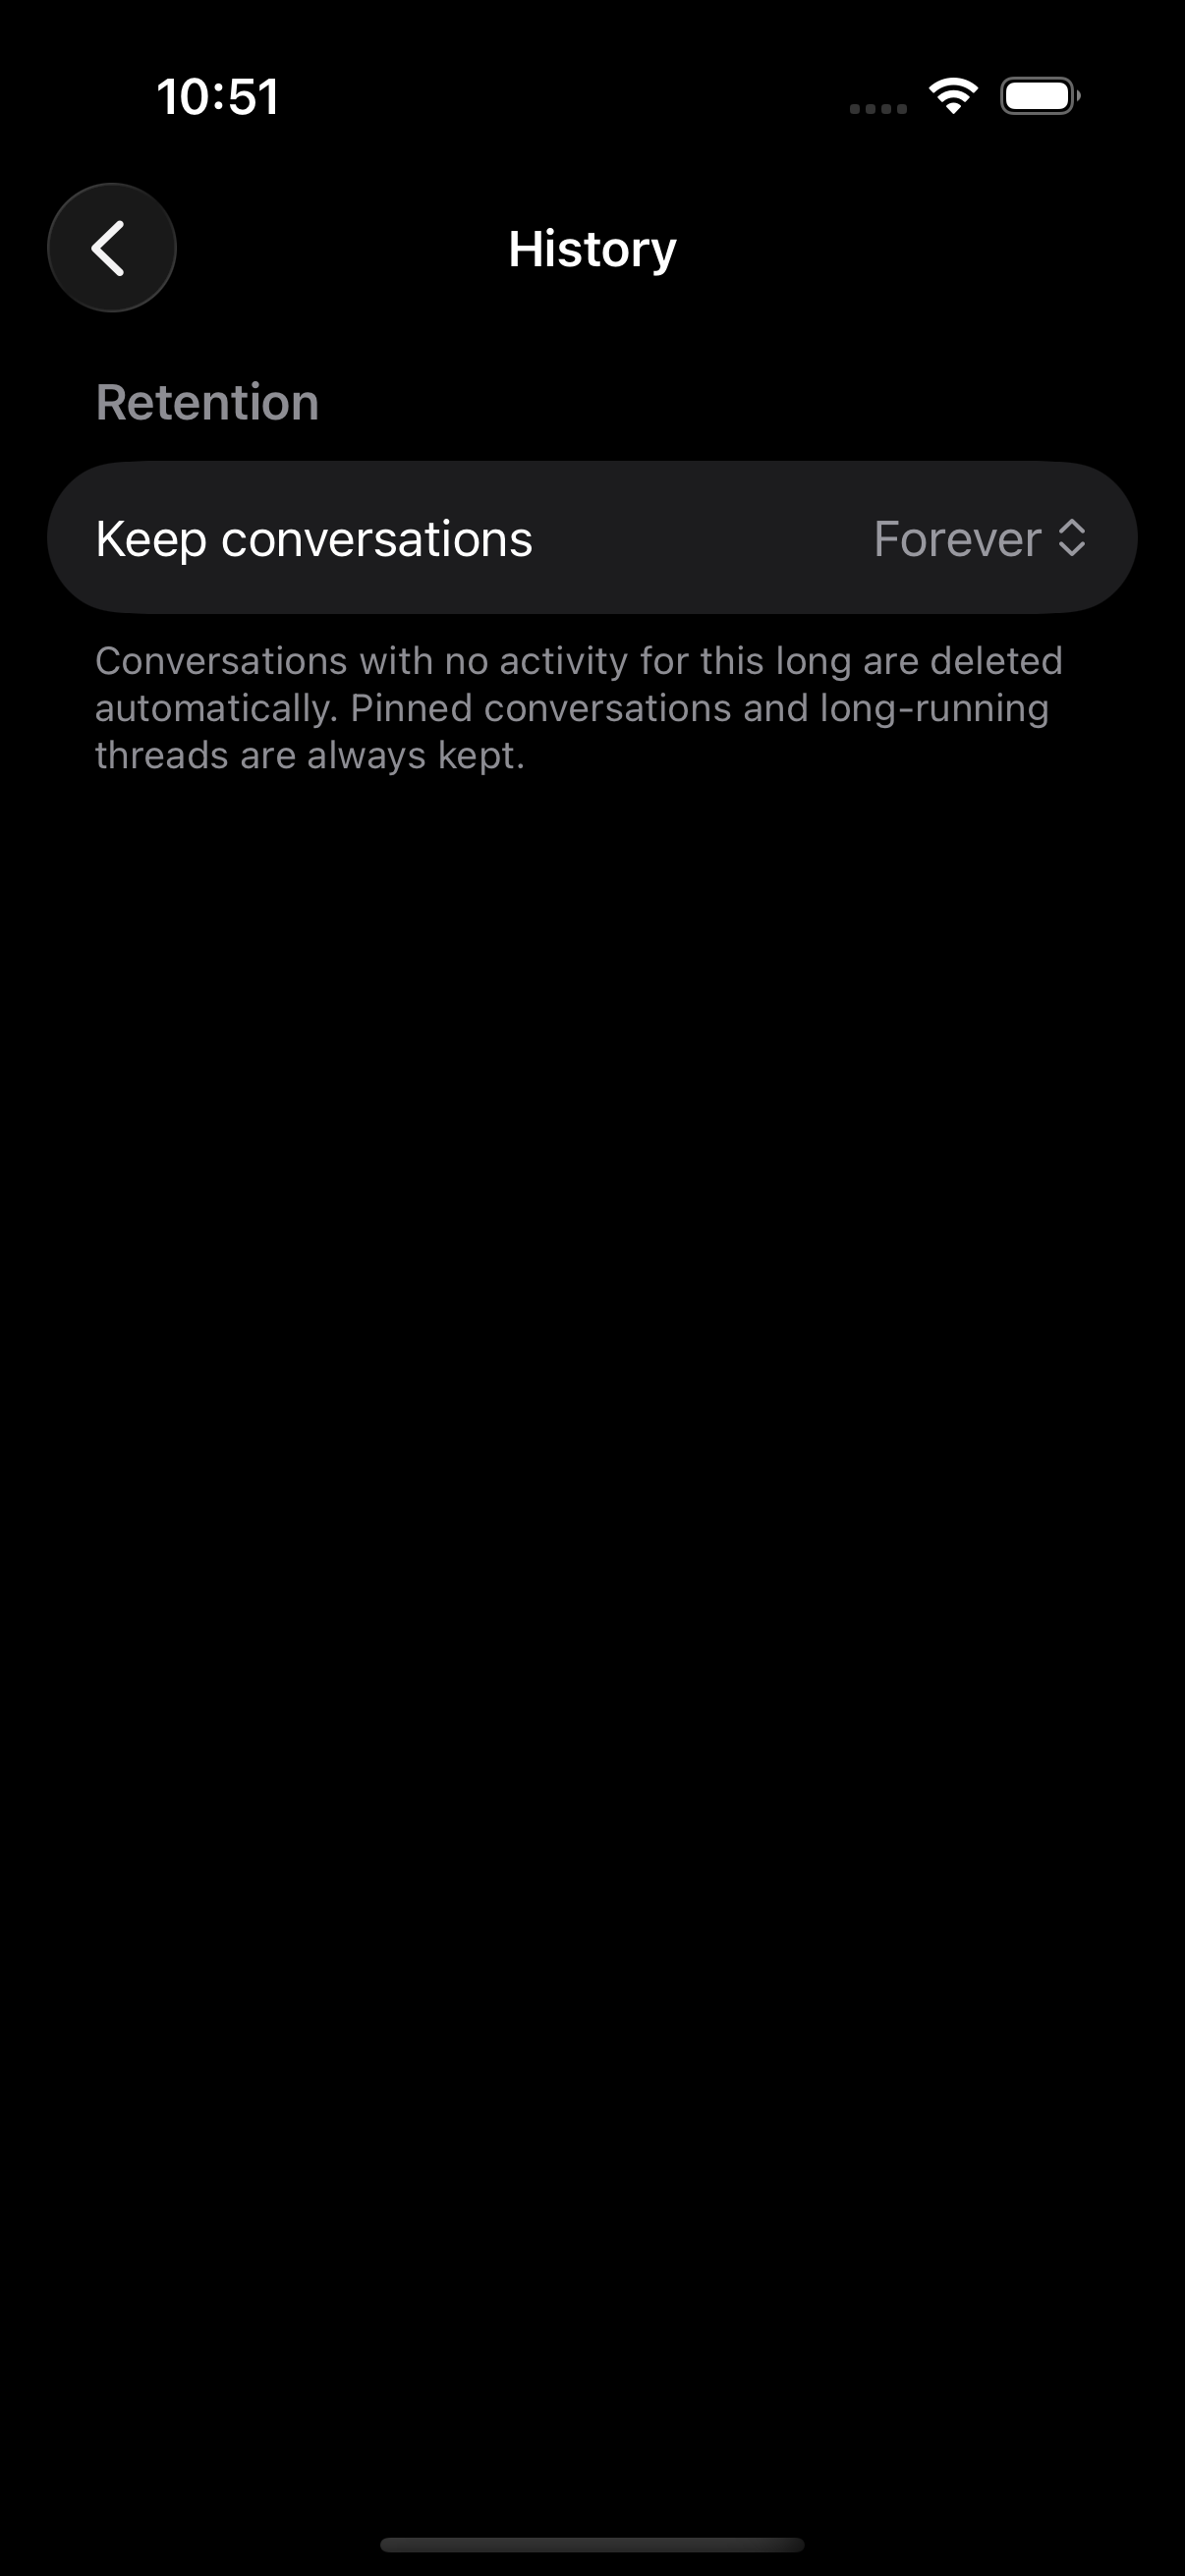 10:51
History
Retention
Keep conversations Forever
Conversations with no activity for this long are deleted
automatically. Pinned conversations and long-running
threads are always kept.